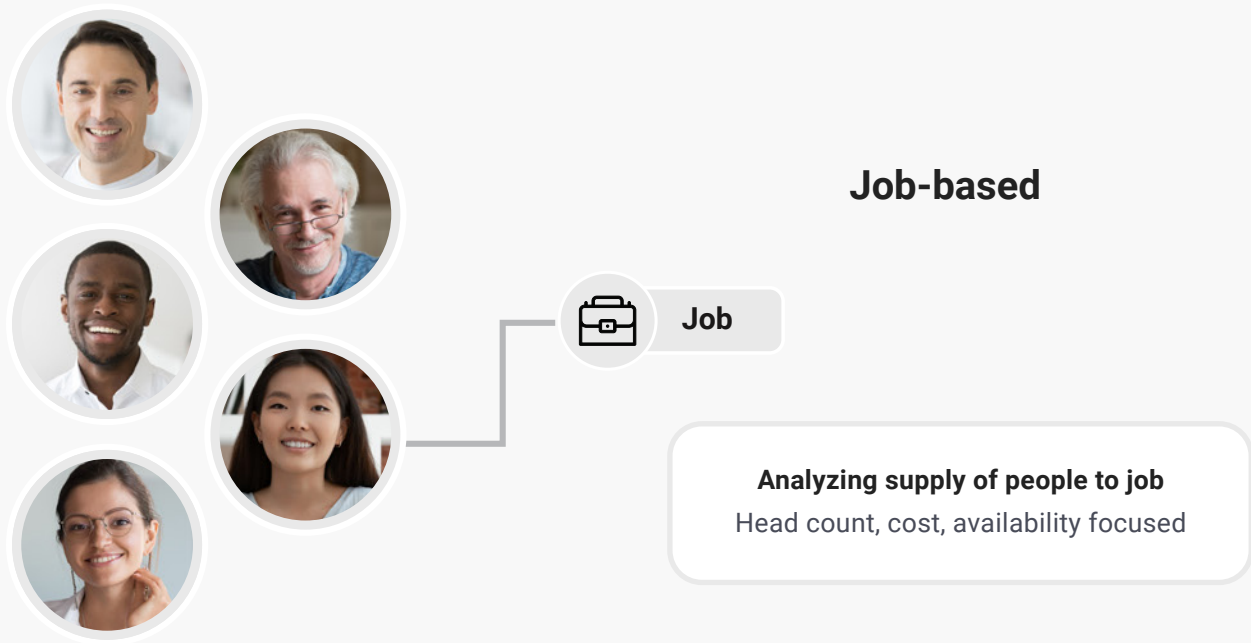 Job-based
Job
Analyzing supply of people to job
Head count, cost, availability focused